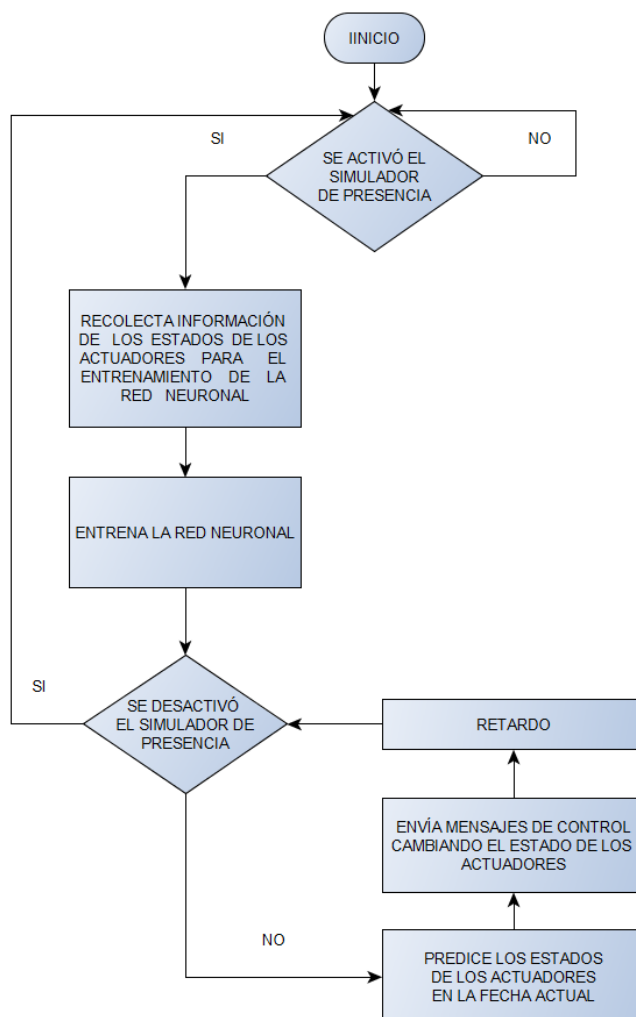 IINICIO
SI
NO
SE ACTIVÓ EL
SIMULADOR
DE PRESENCIA
RECOLECTA INFORMACIÓN
DE LOS ESTADOS DE LOS
ACTUADORES PARA EL
ENTRENAMIENTO DE LA
RED NEURONAL
ENTRENA LA RED NEURONAL
SI
SE DESACTIVÓ
EL SIMULADOR DE
PRESENCIA
RETARDO
ENVÍA MENSAJES DE CONTROL
CAMBIANDO EL ESTADO DE LOS
ACTUADORES
NO
PREDICE LOS ESTADOS
DE LOS ACTUADORES
EN LA FECHA ACTUAL